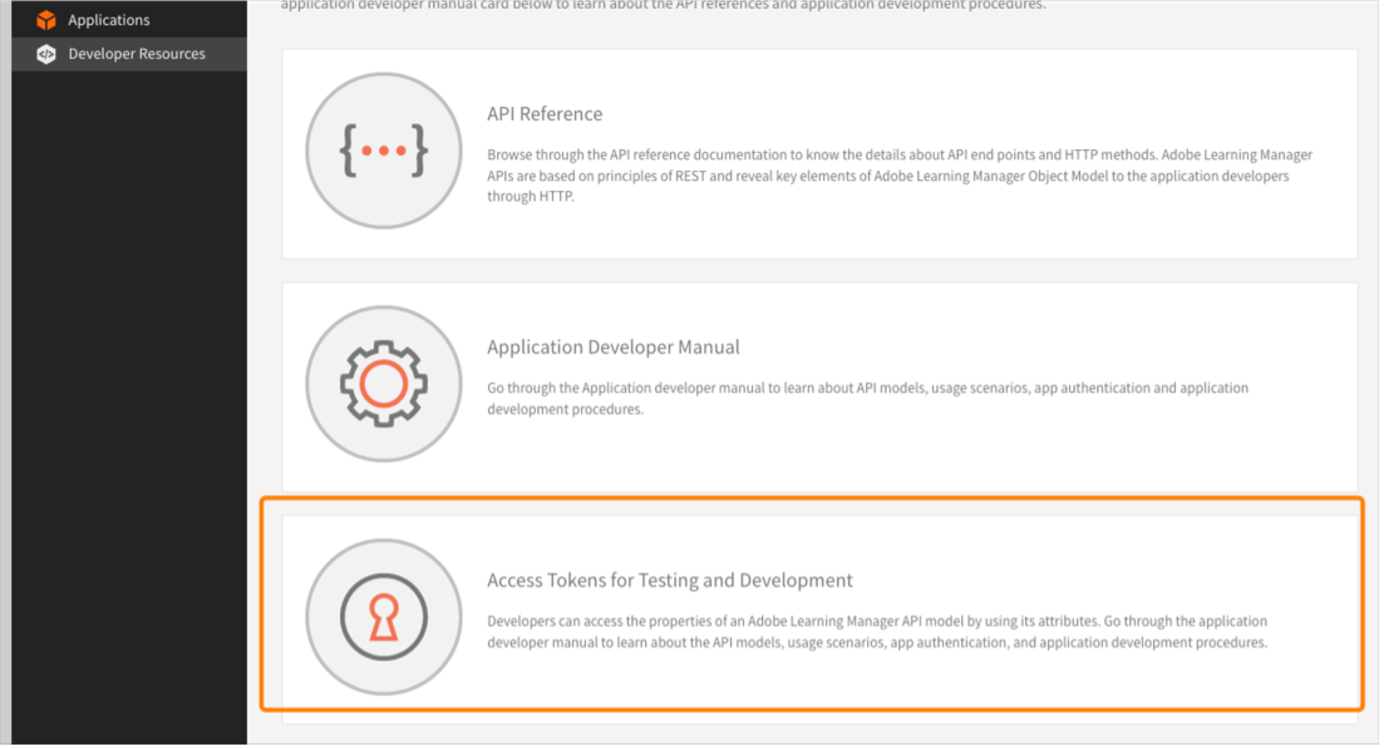 Applications
Developer Resources
application developer manual card below to learn about the API references and application development procedures.
API Reference
Browse through the API reference documentation to know the details about API end points and HTTP methods. Adobe Learning Manager
APIs are based on principles of REST and reveal key elements of Adobe Learning Manager Object Model to the application developers
through HTTP.
Application Developer Manual
Go through the Application developer manual to learn about API models, usage scenarios, app authentication and application
development procedures.
Access Tokens for Testing and Development
Developers can access the properties of an Adobe Learning Manager API model by using its attributes. Go through the application
developer manual to learn about the API models, usage scenarios, app authentication, and application development procedures.